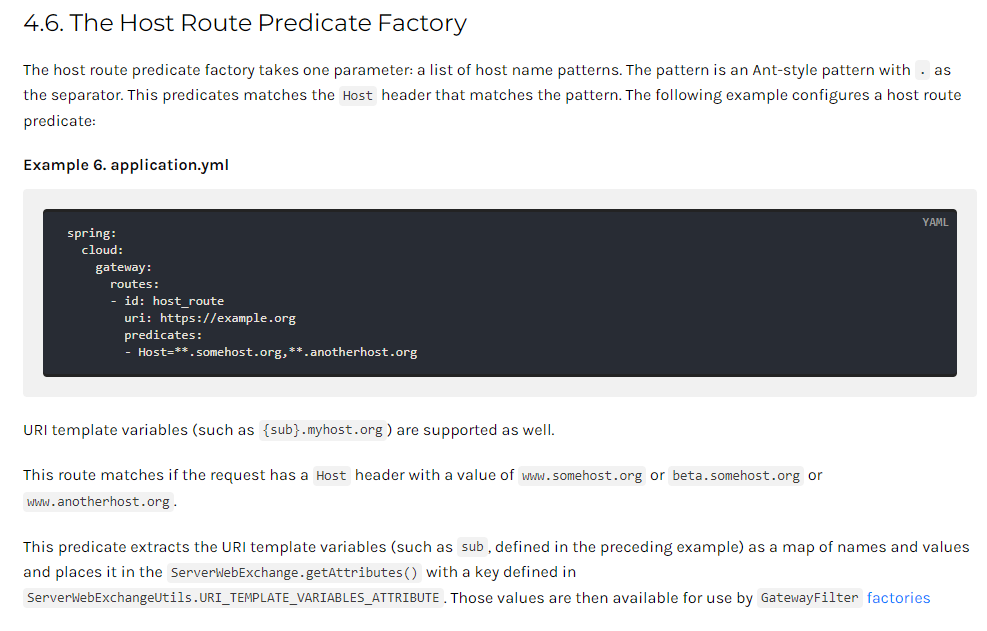 4.6. The Host Route Predicate Factory
The host route predicate factory takes one parameter: a list of host name patterns. The pattern is an Ant-style pattern with . as
the separator. This predicates matches the Host header that matches the pattern. The following example configures a host route
predicate:
Example 6. application.yml
YAML
spring:
  cloud:
    gateway:
      routes:
      - id: host_route
        uri: https://example.org
        predicates:
        - Host=**.somehost.org,**.anotherhost.org
URI template variables (such as {sub}.myhost.org ) are supported as well.
This route matches if the request has a Host header with a value of www.somehost.org or beta.somehost.org or
www.anotherhost.org .
This predicate extracts the URI template variables (such as sub , defined in the preceding example) as a map of names and values
and places it in the ServerWebExchange.getAttributes() with a key defined in
ServerWebExchangeUtils.URI_TEMPLATE_VARIABLES_ATTRIBUTE . Those values are then available for use by GatewayFilter factories